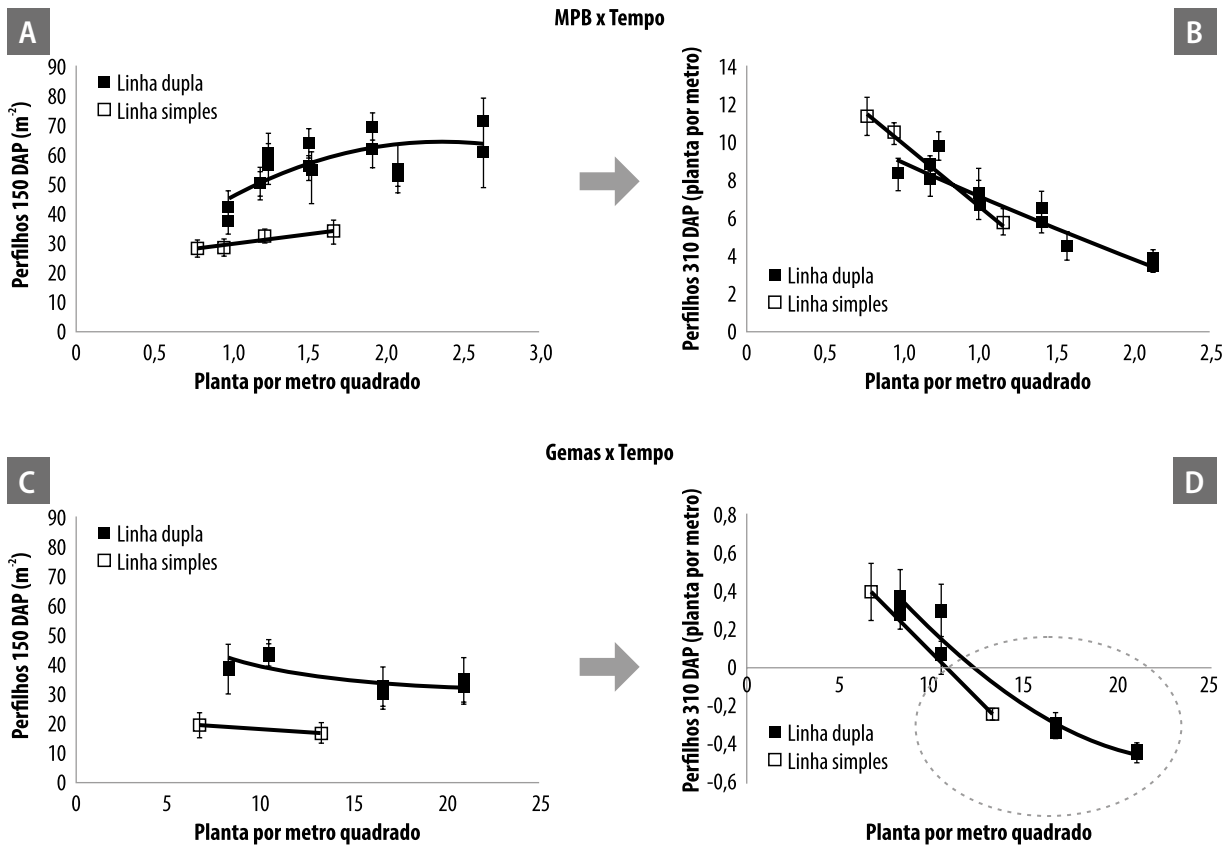 MPB x Tempo
A
Perfilhos 150 DAP (m⁻²)
90
80
70
60
50
40
30
20
10
0
Linha dupla
Linha simples
0 0,5 1,0 1,5 2,0 2,5 3,0
Planta por metro quadrado
B
Perfilhos 310 DAP (planta por metro)
14
12
10
8
6
4
2
0
Linha dupla
Linha simples
0 0,5 1,0 1,0 1,5 2,0 2,5
Planta por metro quadrado
Gemas x Tempo
C
Perfilhos 150 DAP (m⁻²)
90
80
70
60
50
40
30
20
10
0
Linha dupla
Linha simples
0 5 10 15 20 25
Planta por metro quadrado
D
Perfilhos 310 DAP (planta por metro)
0,8
0,6
0,4
0,2
0
-0,2
-0,4
-0,6
0 5 10 15 20 25
Linha dupla
Linha simples
Planta por metro quadrado